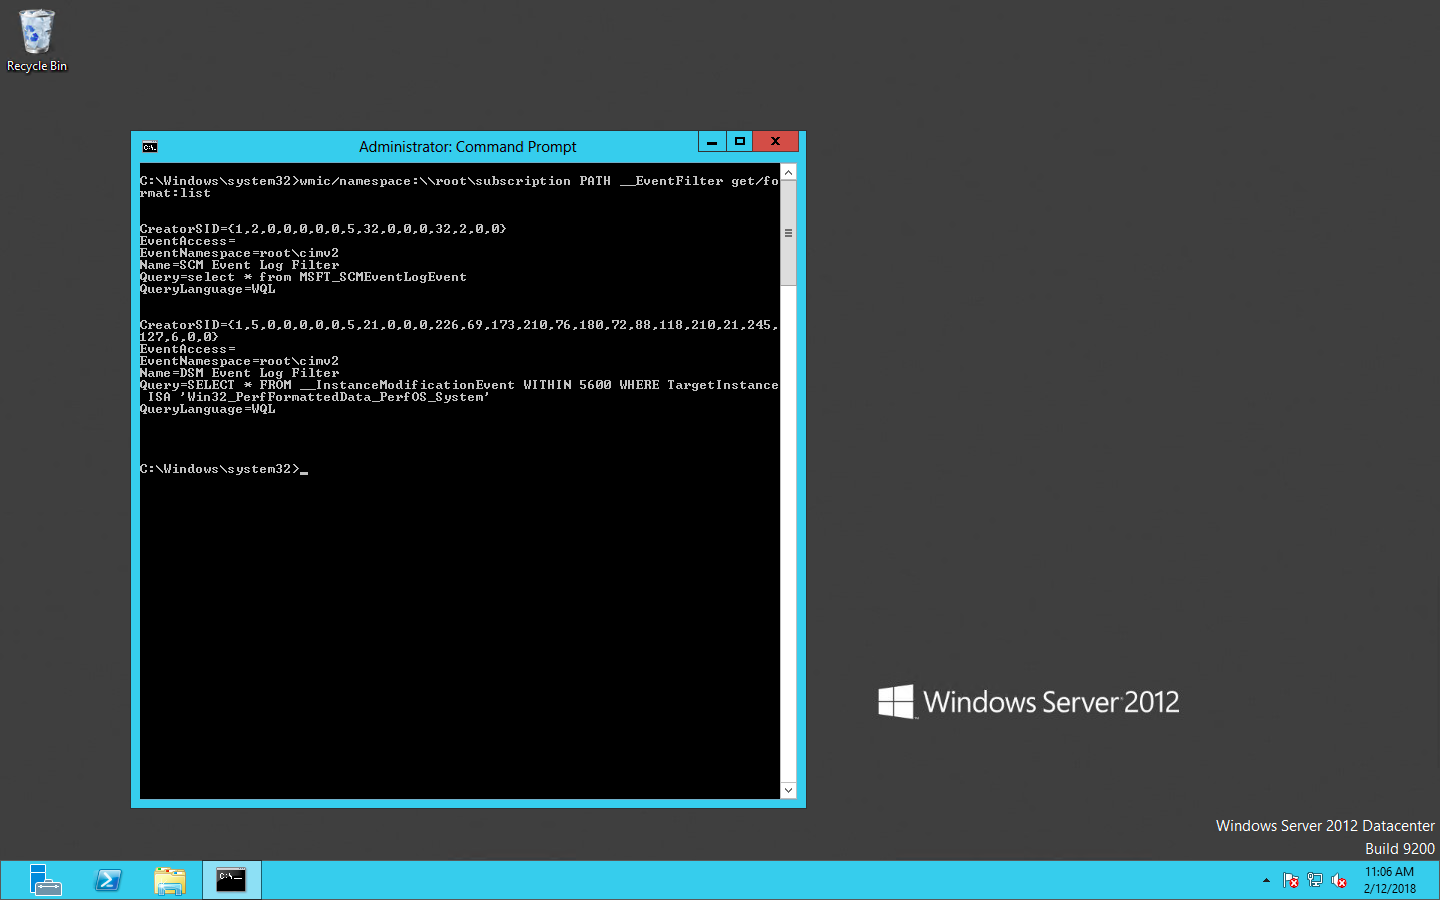 Recycle Bin
Administrator: Command Prompt
C:\Windows\system32>wmic/namespace:\\root\subscription PATH __EventFilter get/fo
rmat:list
CreatorSID={1,2,0,0,0,0,0,5,32,0,0,0,32,2,0,0}
EventAccess=
EventNamespace=root\cimv2
Name=SCM Event Log Filter
Query=select * from MSFT_SCMEventLogEvent
QueryLanguage=WQL
CreatorSID={1,5,0,0,0,0,0,5,21,0,0,0,226,69,173,210,76,180,72,88,118,210,21,245,
127,6,0,0}
EventAccess=
EventNamespace=root\cimv2
Name=DSM Event Log Filter
Query=SELECT * FROM __InstanceModificationEvent WITHIN 5600 WHERE TargetInstance
ISA 'Win32_PerfFormattedData_PerfOS_System'
QueryLanguage=WQL
C:\Windows\system32>_
Windows Server 2012
Windows Server 2012 Datacenter
Build 9200
11:06 AM
2/12/2018